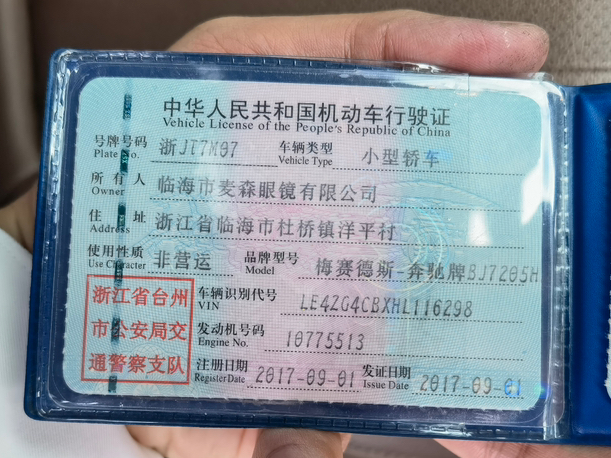 中华人民共和国机动车行驶证
Vehicle License of the People's Republic of China
号牌号码 浙JT7M07 车辆类型 小型轿车
Plate No. Vehicle Type
所有人 临海市麦森眼镜有限公司
Owner
住址 浙江省临海市杜桥镇洋平村
Address
使用性质 非营运 品牌型号 梅赛德斯-奔驰牌BJ7205H
Use Character Model
浙江省台州
市公安局交
通警察支队
车辆识别代号 LE4ZG4CBXHL116298
VIN
发动机号码 10775513
Engine No.
注册日期 2017-09-01 发证日期 2017-09-01
Register Date Issue Date